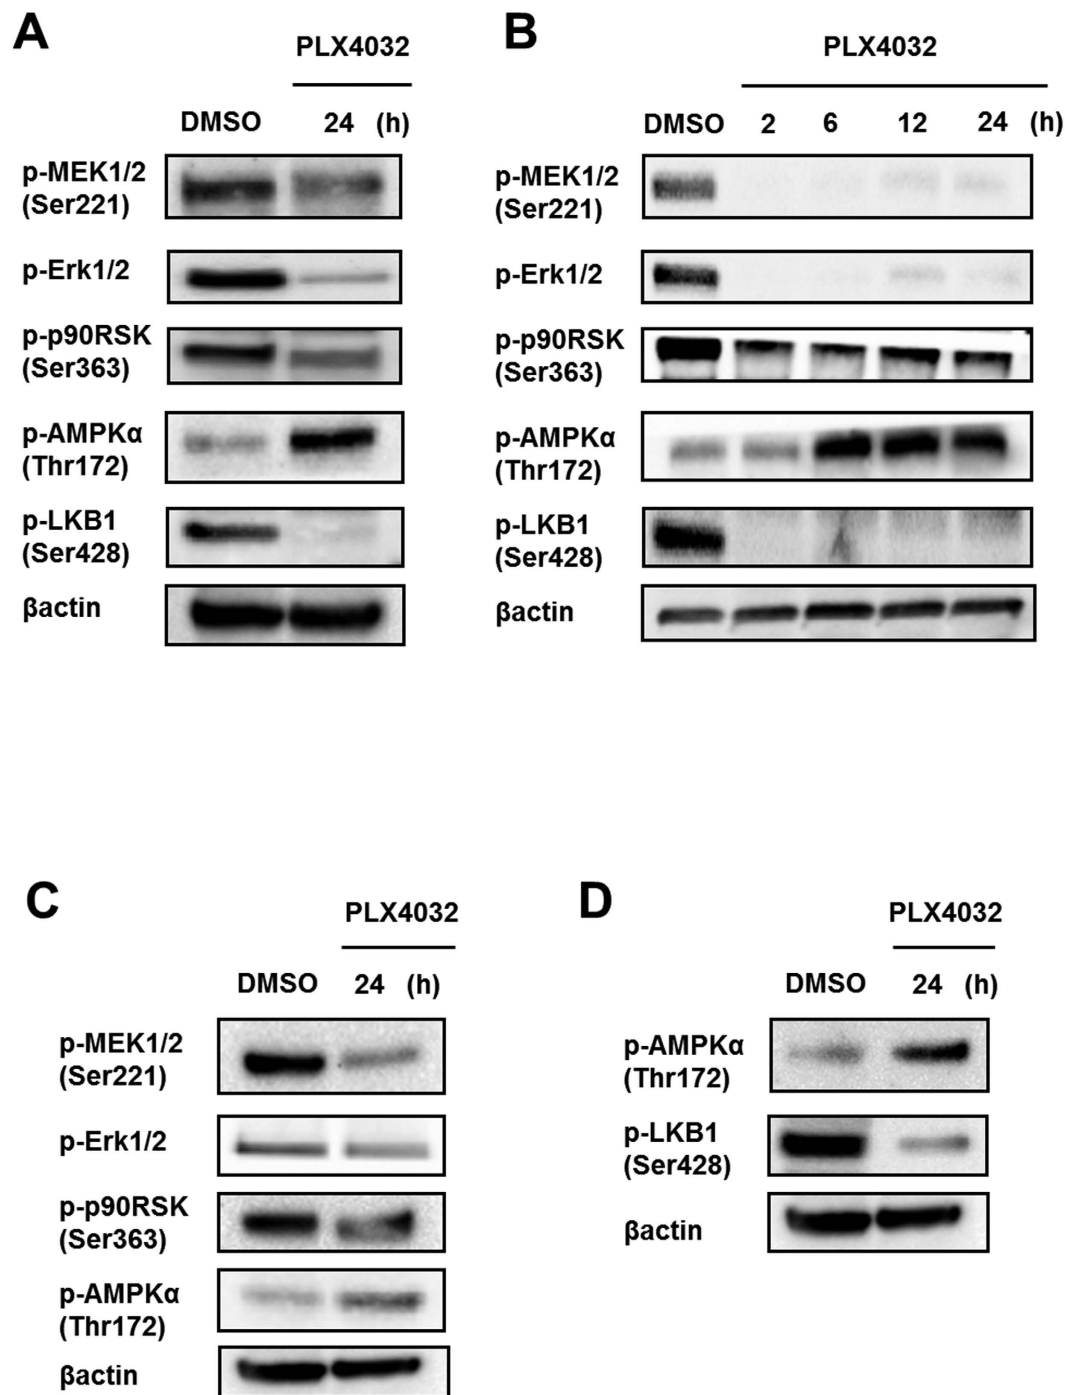 A
PLX4032
DMSO 24 (h)
p-MEK1/2
(Ser221)
p-Erk1/2
p-p90RSK
(Ser363)
p-AMPKα
(Thr172)
p-LKB1
(Ser428)
βactin
B
PLX4032
DMSO 2 6 12 24 (h)
p-MEK1/2
(Ser221)
p-Erk1/2
p-p90RSK
(Ser363)
p-AMPKα
(Thr172)
p-LKB1
(Ser428)
βactin
C
PLX4032
DMSO 24 (h)
p-MEK1/2
(Ser221)
p-Erk1/2
p-p90RSK
(Ser363)
p-AMPKα
(Thr172)
βactin
D
PLX4032
DMSO 24 (h)
p-AMPKα
(Thr172)
p-LKB1
(Ser428)
βactin